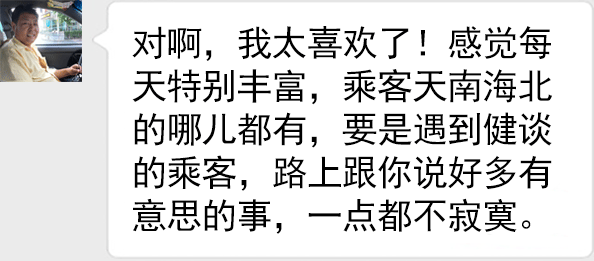 对啊，我太喜欢了！感觉每
天特别丰富，乘客天南海北
的哪儿都有，要是遇到健谈
的乘客，路上跟你说好多有
意思的事，一点都不寂寞。